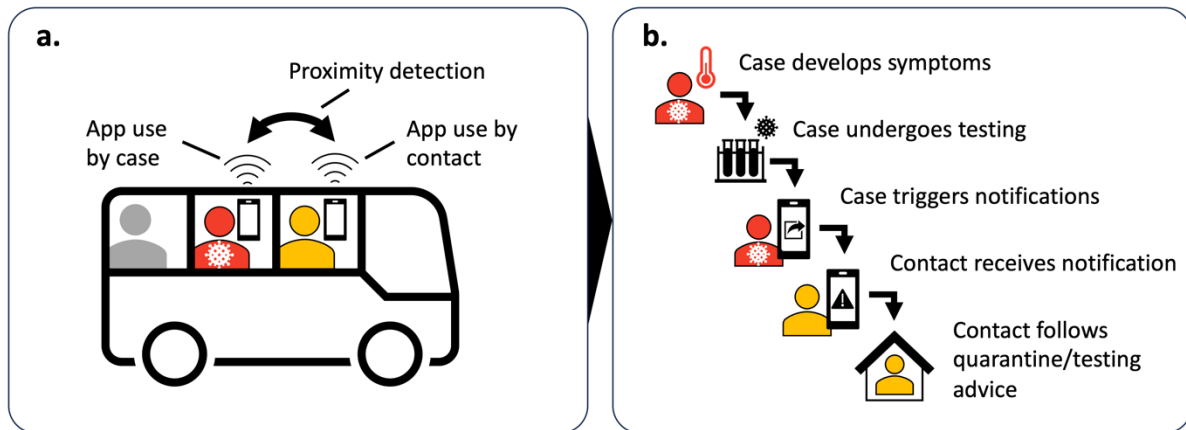 a.
Proximity detection
App use
by case
App use by
contact
b.
Case develops symptoms
Case undergoes testing
Case triggers notifications
Contact receives notification
Contact follows
quarantine/testing
advice